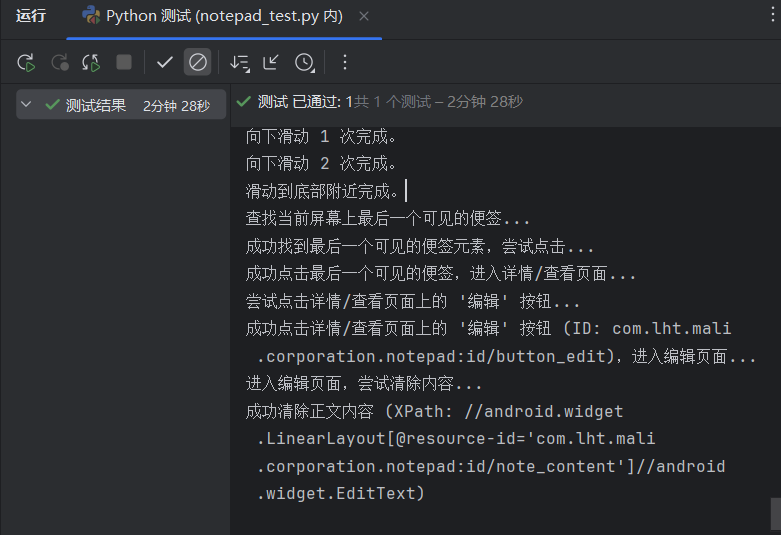 运行
Python 测试 (notepad_test.py 内)
测试结果 2分钟 28秒
测试 已通过: 1共 1 个测试 – 2分钟 28秒
向下滑动 1 次完成。
向下滑动 2 次完成。
滑动到底部附近完成。
查找当前屏幕上最后一个可见的便签...
成功找到最后一个可见的便签元素，尝试点击...
成功点击最后一个可见的便签，进入详情/查看页面...
尝试点击详情/查看页面上的 '编辑' 按钮...
成功点击详情/查看页面上的 '编辑' 按钮 (ID: com.lht.mali
.corporation.notepad:id/button_edit)，进入编辑页面...
进入编辑页面，尝试清除内容...
成功清除正文内容 (XPath: //android.widget
.LinearLayout[@resource-id='com.lht.mali
.corporation.notepad:id/note_content']//android
.widget.EditText)